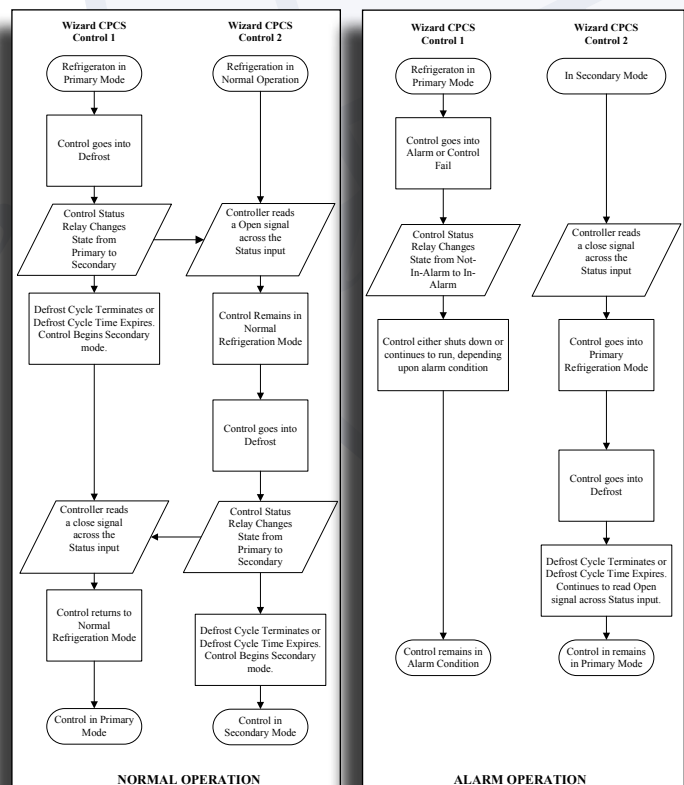 Wizard CPCS
Control 1
Refrigeraton in
Primary Mode
Control goes into
Defrost
Control Status
Relay Changes
State from
Primary to
Secondary
Defrost Cycle Terminates or
Defrost Cycle Time Expires.
Control Begins Secondary
mode.
Controller reads
a close signal
across the
Status input
Control returns to
Normal
Refrigeration Mode
Control in Primary
Mode
Wizard CPCS
Control 2
Refrigeration in
Normal Operation
Controller reads
a Open signal
across the
Status input
Control Remains in
Normal
Refrigeration Mode
Control goes into
Defrost
Control Status
Relay Changes
State from
Primary to
Secondary
Defrost Cycle Terminates or
Defrost Cycle Time Expires.
Control Begins Secondary
mode.
Control in
Secondary Mode
NORMAL OPERATION
Wizard CPCS
Control 1
Refrigeraton in
Primary Mode
Control goes into
Alarm or Control
Fail
Control Status
Relay Changes
State from Not-
In-Alarm to In-
Alarm
Control either shuts down or
continues to run, depending
upon alarm condition
Control remains in
Alarm Condition
Wizard CPCS
Control 2
In Secondary Mode
Controller reads
a close signal
across the
Status input
Control goes into
Primary
Refrigeration Mode
Control goes into
Defrost
Defrost Cycle Terminates or
Defrost Cycle Time Expires.
Continues to read Open
signal across Status input.
Control in remains
in Primary Mode
ALARM OPERATION